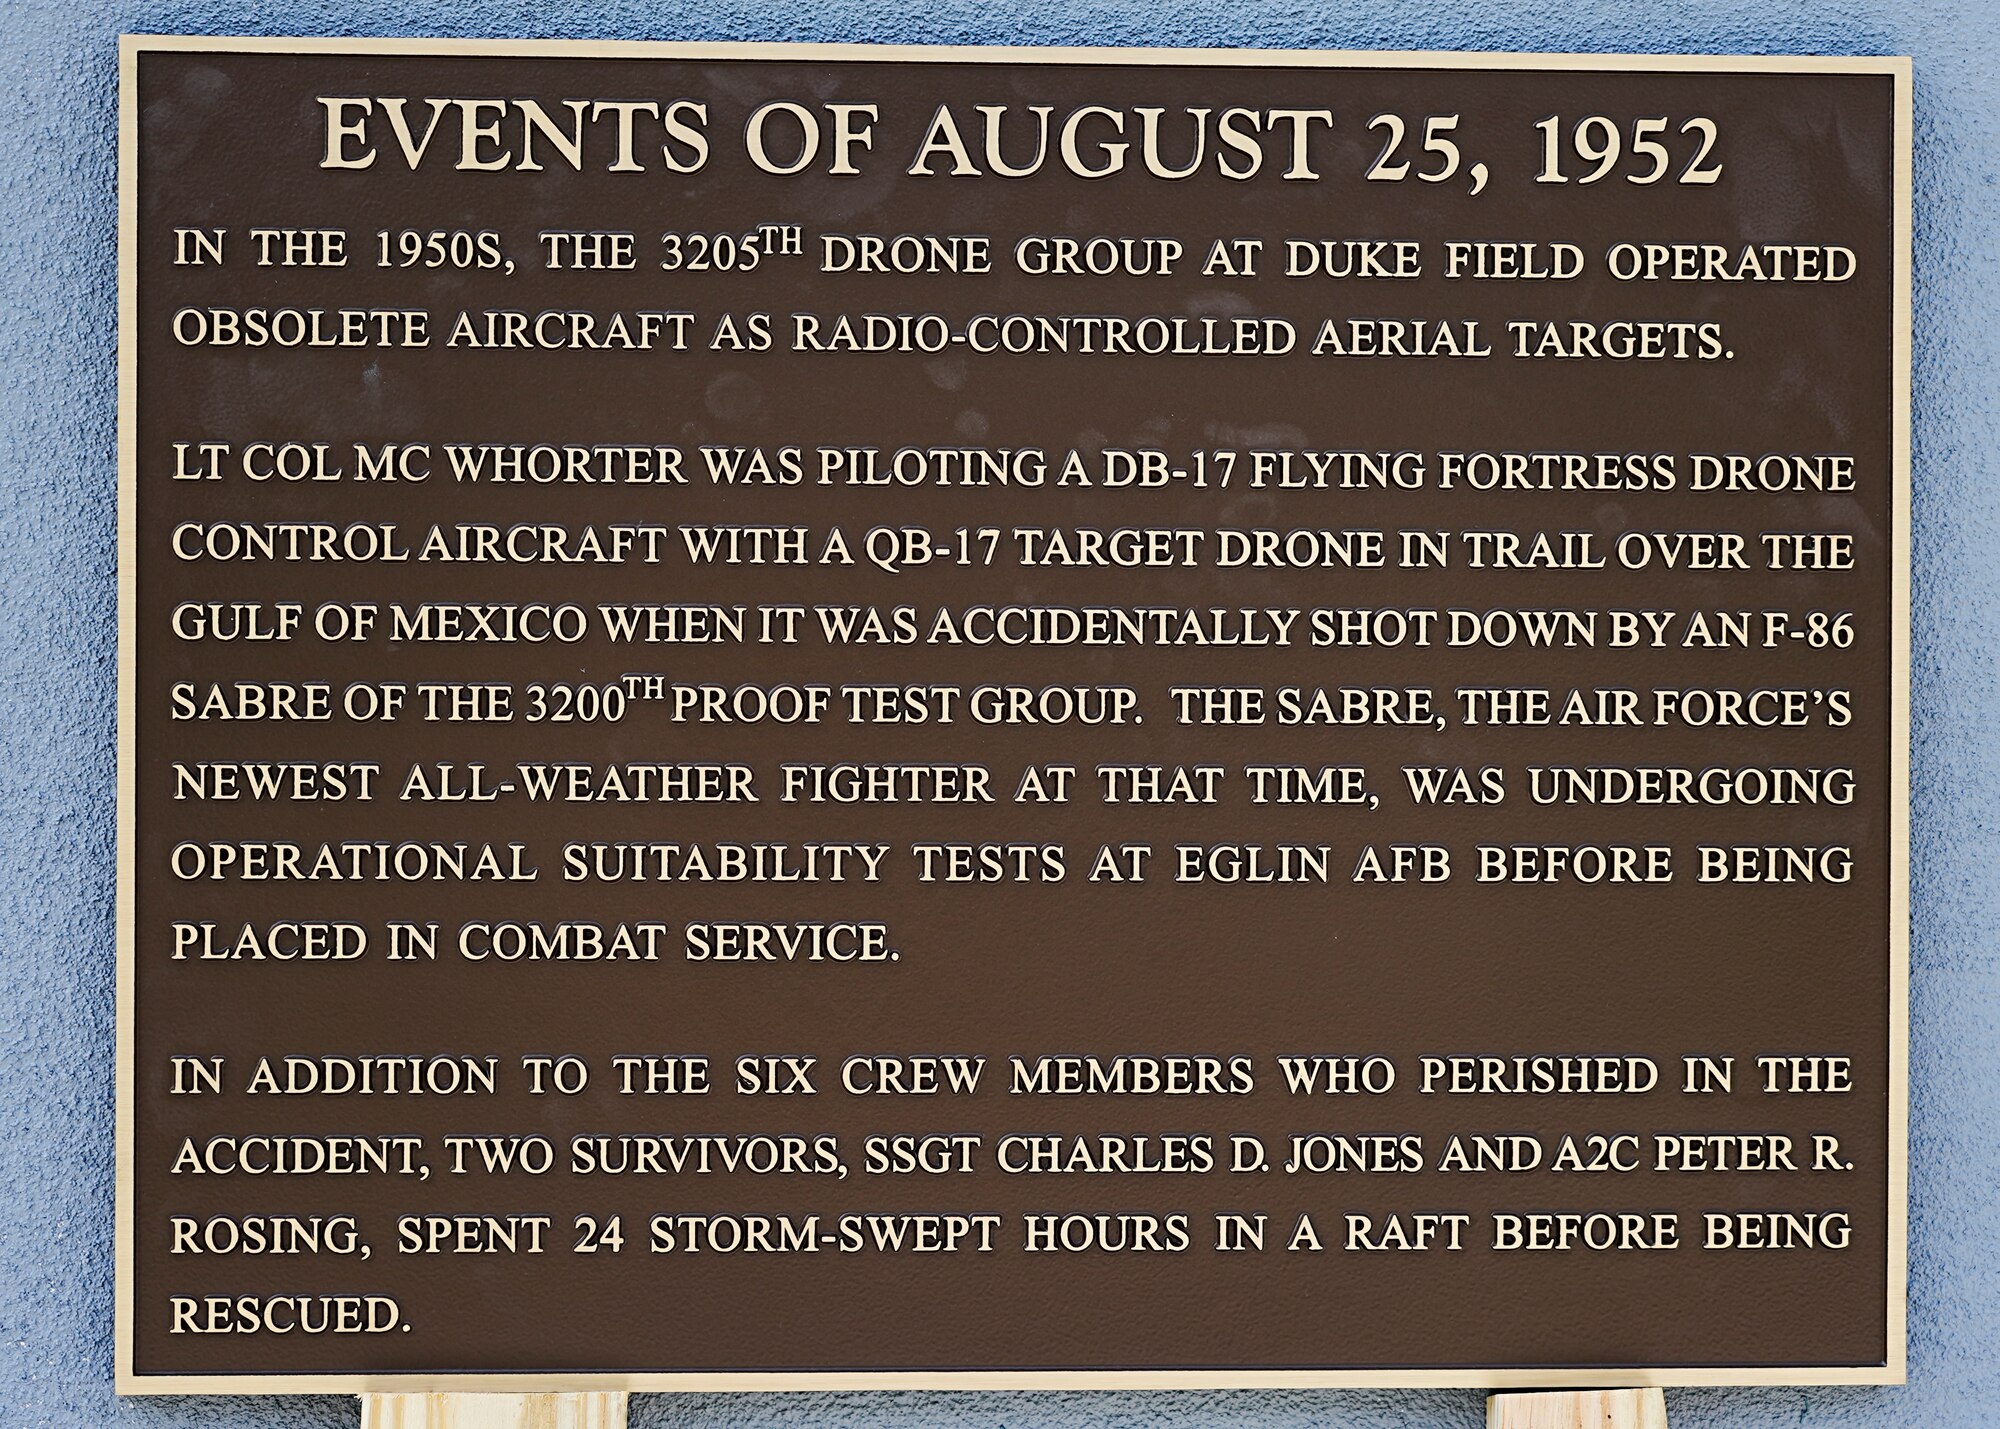 EVENTS OF AUGUST 25, 1952
IN THE 1950S, THE 3205TH DRONE GROUP AT DUKE FIELD OPERATED
OBSOLETE AIRCRAFT AS RADIO-CONTROLLED AERIAL TARGETS.
LT COL MC WHORTER WAS PILOTING A DB-17 FLYING FORTRESS DRONE
CONTROL AIRCRAFT WITH A QB-17 TARGET DRONE IN TRAIL OVER THE
GULF OF MEXICO WHEN IT WAS ACCIDENTALLY SHOT DOWN BY AN F-86
SABRE OF THE 3200TH PROOF TEST GROUP. THE SABRE, THE AIR FORCE'S
NEWEST ALL-WEATHER FIGHTER AT THAT TIME, WAS UNDERGOING
OPERATIONAL SUITABILITY TESTS AT EGLIN AFB BEFORE BEING
PLACED IN COMBAT SERVICE.
IN ADDITION TO THE SIX CREW MEMBERS WHO PERISHED IN THE
ACCIDENT, TWO SURVIVORS, SSGT CHARLES D. JONES AND A2C PETER R.
ROSING, SPENT 24 STORM-SWEPT HOURS IN A RAFT BEFORE BEING
RESCUED.